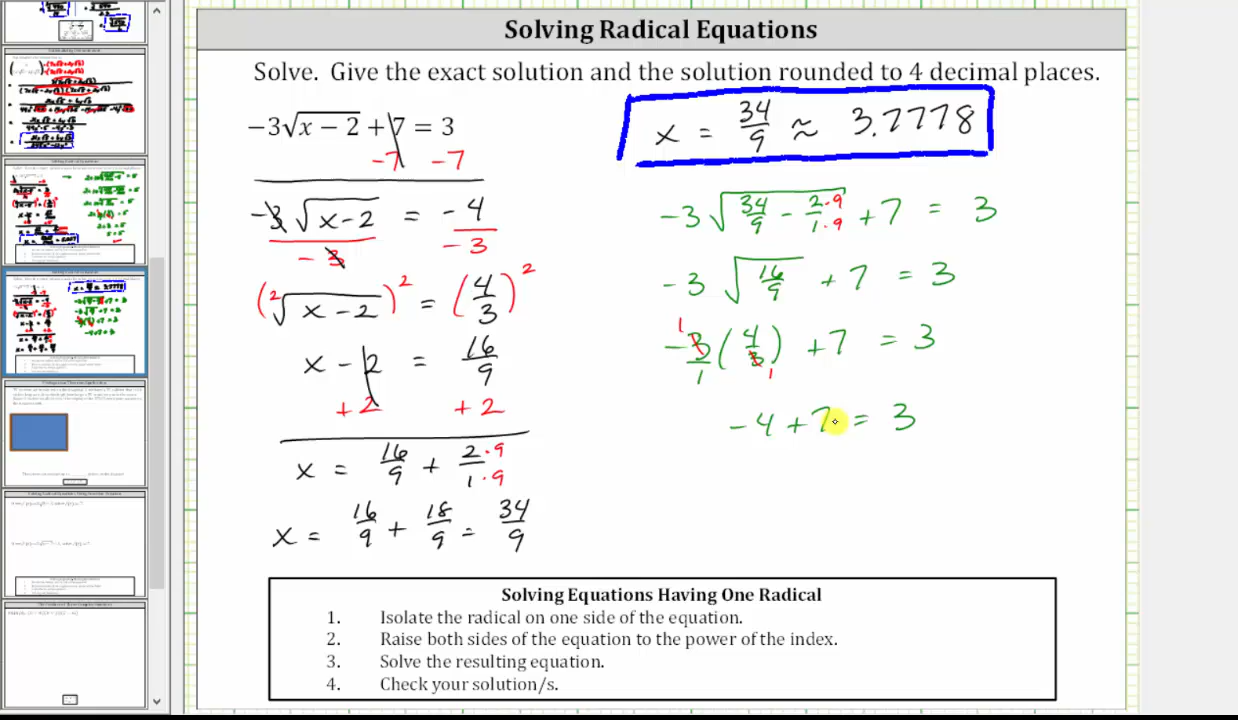 Solving Radical Equations
Solve. Give the exact solution and the solution rounded to 4 decimal places.
−3√(x − 2) + 7 = 3
−7 −7
−3√(x−2) = −4
−3 −3
(²√(x−2))² = (4/3)²
x − 2 = 16/9
+2 +2
x = 16/9 + 2·9/1·9
x = 16/9 + 18/9 = 34/9
x = 34/9 ≈ 3.7778
−3√(34/9 − 2·9/1·9) + 7 = 3
−3√(16/9) + 7 = 3
−3/1 (4/3) + 7 = 3
1 1
−4 + 7 = 3
Solving Equations Having One Radical
1. Isolate the radical on one side of the equation.
2. Raise both sides of the equation to the power of the index.
3. Solve the resulting equation.
4. Check your solution/s.